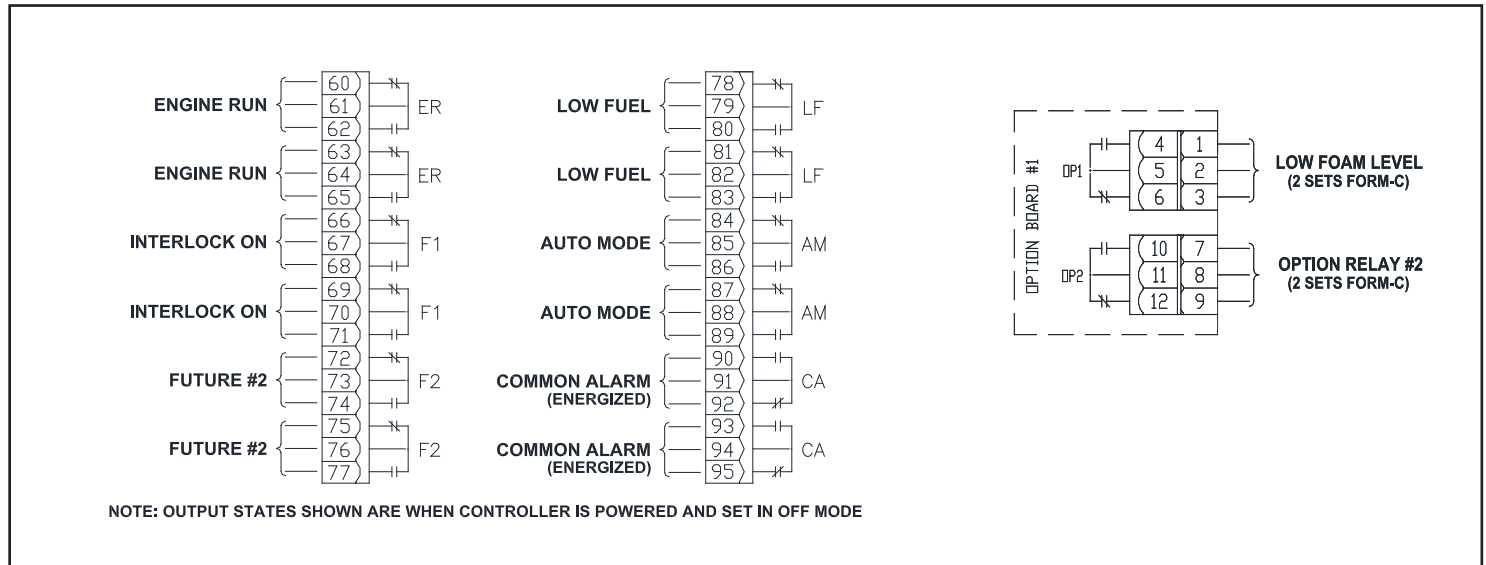 ENGINE RUN
60
61
62
ER
ENGINE RUN
63
64
65
ER
INTERLOCK ON
66
67
68
F1
INTERLOCK ON
69
70
71
F1
FUTURE #2
72
73
74
F2
FUTURE #2
75
76
77
F2
LOW FUEL
78
79
80
LF
LOW FUEL
81
82
83
LF
AUTO MODE
84
85
86
AM
AUTO MODE
87
88
89
AM
COMMON ALARM
(ENERGIZED)
90
91
92
CA
COMMON ALARM
(ENERGIZED)
93
94
95
CA
OPTION BOARD #1
OP1
4 1
5 2
6 3
LOW FOAM LEVEL
(2 SETS FORM-C)
OP2
10 7
11 8
12 9
OPTION RELAY #2
(2 SETS FORM-C)
NOTE: OUTPUT STATES SHOWN ARE WHEN CONTROLLER IS POWERED AND SET IN OFF MODE